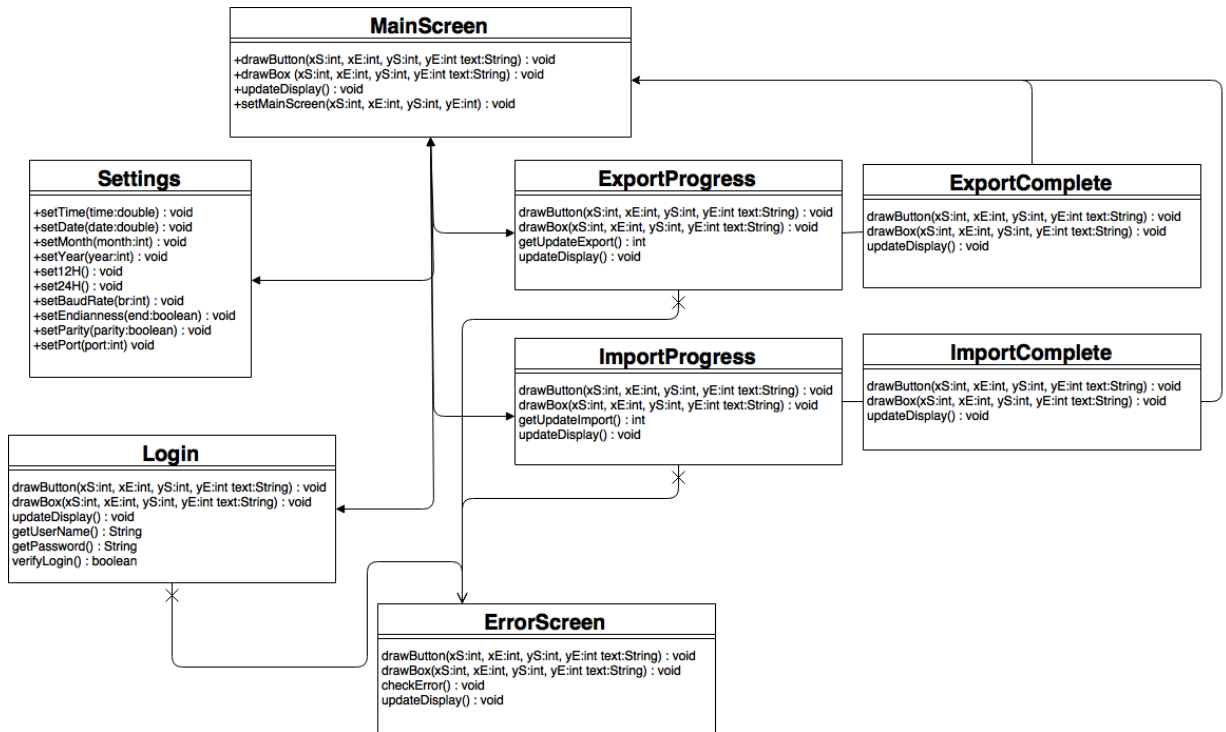 MainScreen
+drawButton(xS:int, xE:int, yS:int, yE:int text:String) : void
+drawBox (xS:int, xE:int, yS:int, yE:int text:String) : void
+updateDisplay() : void
+setMainScreen(xS:int, xE:int, yS:int, yE:int) : void
Settings
+setTime(time:double) : void
+setDate(date:double) : void
+setMonth(month:int) : void
+setYear(year:int) : void
+set12H() : void
+set24H() : void
+setBaudRate(br:int) : void
+setEndianness(end:boolean) : void
+setParity(parity:boolean) : void
+setPort(port:int) void
ExportProgress
drawButton(xS:int, xE:int, yS:int, yE:int text:String) : void
drawBox(xS:int, xE:int, yS:int, yE:int text:String) : void
getUpdateExport() : int
updateDisplay() : void
ExportComplete
drawButton(xS:int, xE:int, yS:int, yE:int text:String) : void
drawBox(xS:int, xE:int, yS:int, yE:int text:String) : void
updateDisplay() : void
ImportProgress
drawButton(xS:int, xE:int, yS:int, yE:int text:String) : void
drawBox(xS:int, xE:int, yS:int, yE:int text:String) : void
getUpdateImport() : int
updateDisplay() : void
ImportComplete
drawButton(xS:int, xE:int, yS:int, yE:int text:String) : void
drawBox(xS:int, xE:int, yS:int, yE:int text:String) : void
updateDisplay() : void
Login
drawButton(xS:int, xE:int, yS:int, yE:int text:String) : void
drawBox(xS:int, xE:int, yS:int, yE:int text:String) : void
updateDisplay() : void
getUserName() : String
getPassword() : String
verifyLogin() : boolean
ErrorScreen
drawButton(xS:int, xE:int, yS:int, yE:int text:String) : void
drawBox(xS:int, xE:int, yS:int, yE:int text:String) : void
checkError() : void
updateDisplay() : void